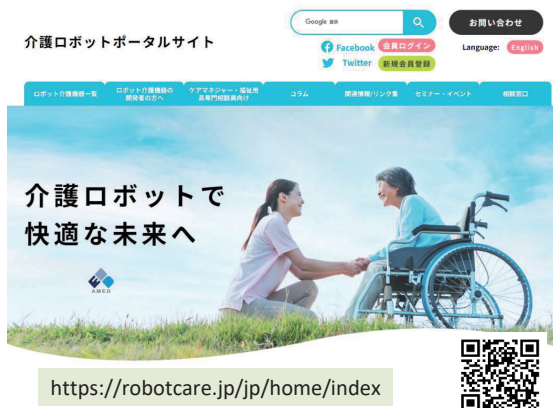 介護ロボットポータルサイト
Google 検索
お問い合わせ
Facebook
会員ログイン
Twitter
新規会員登録
Language: English
ロボット介護機器一覧
ロボット介護機器の
開発者の方へ
ケアマネジャー・福祉用
具専門相談員向け
コラム
関連情報/リンク集
セミナー・イベント
相談窓口
介護ロボットで
快適な未来へ
AMED
https://robotcare.jp/jp/home/index